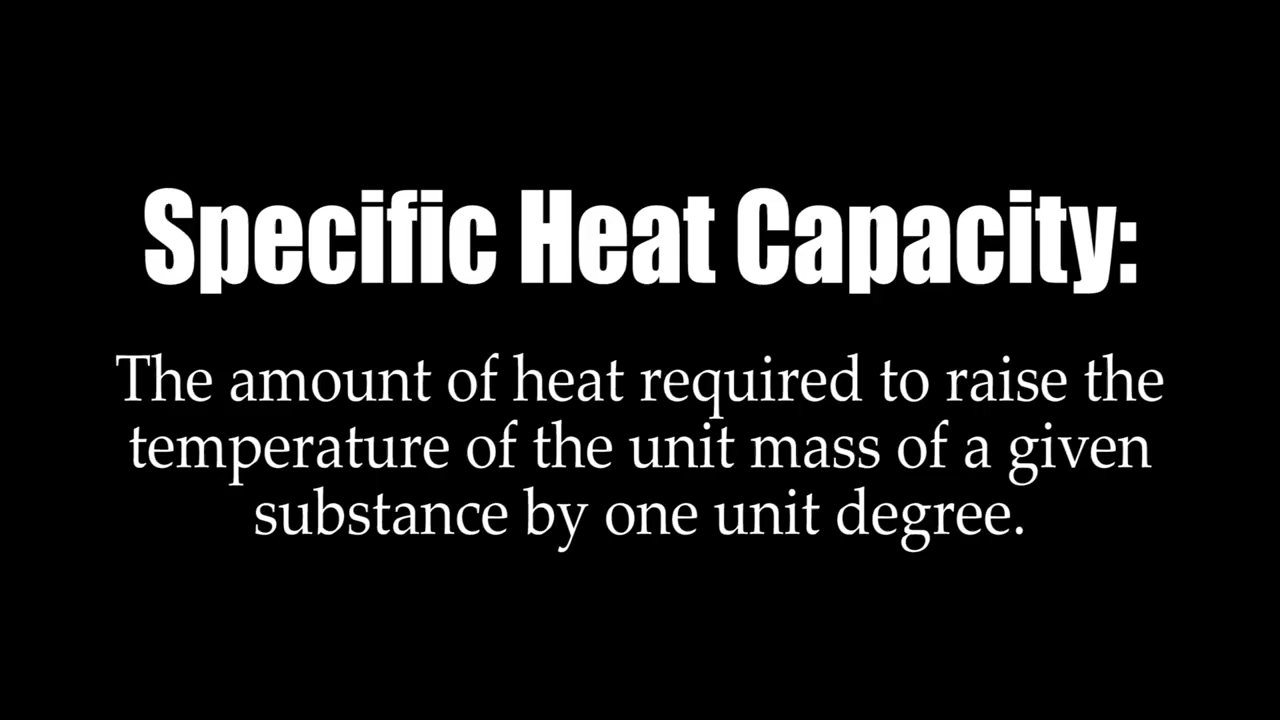 Specific Heat Capacity:
The amount of heat required to raise the
temperature of the unit mass of a given
substance by one unit degree.